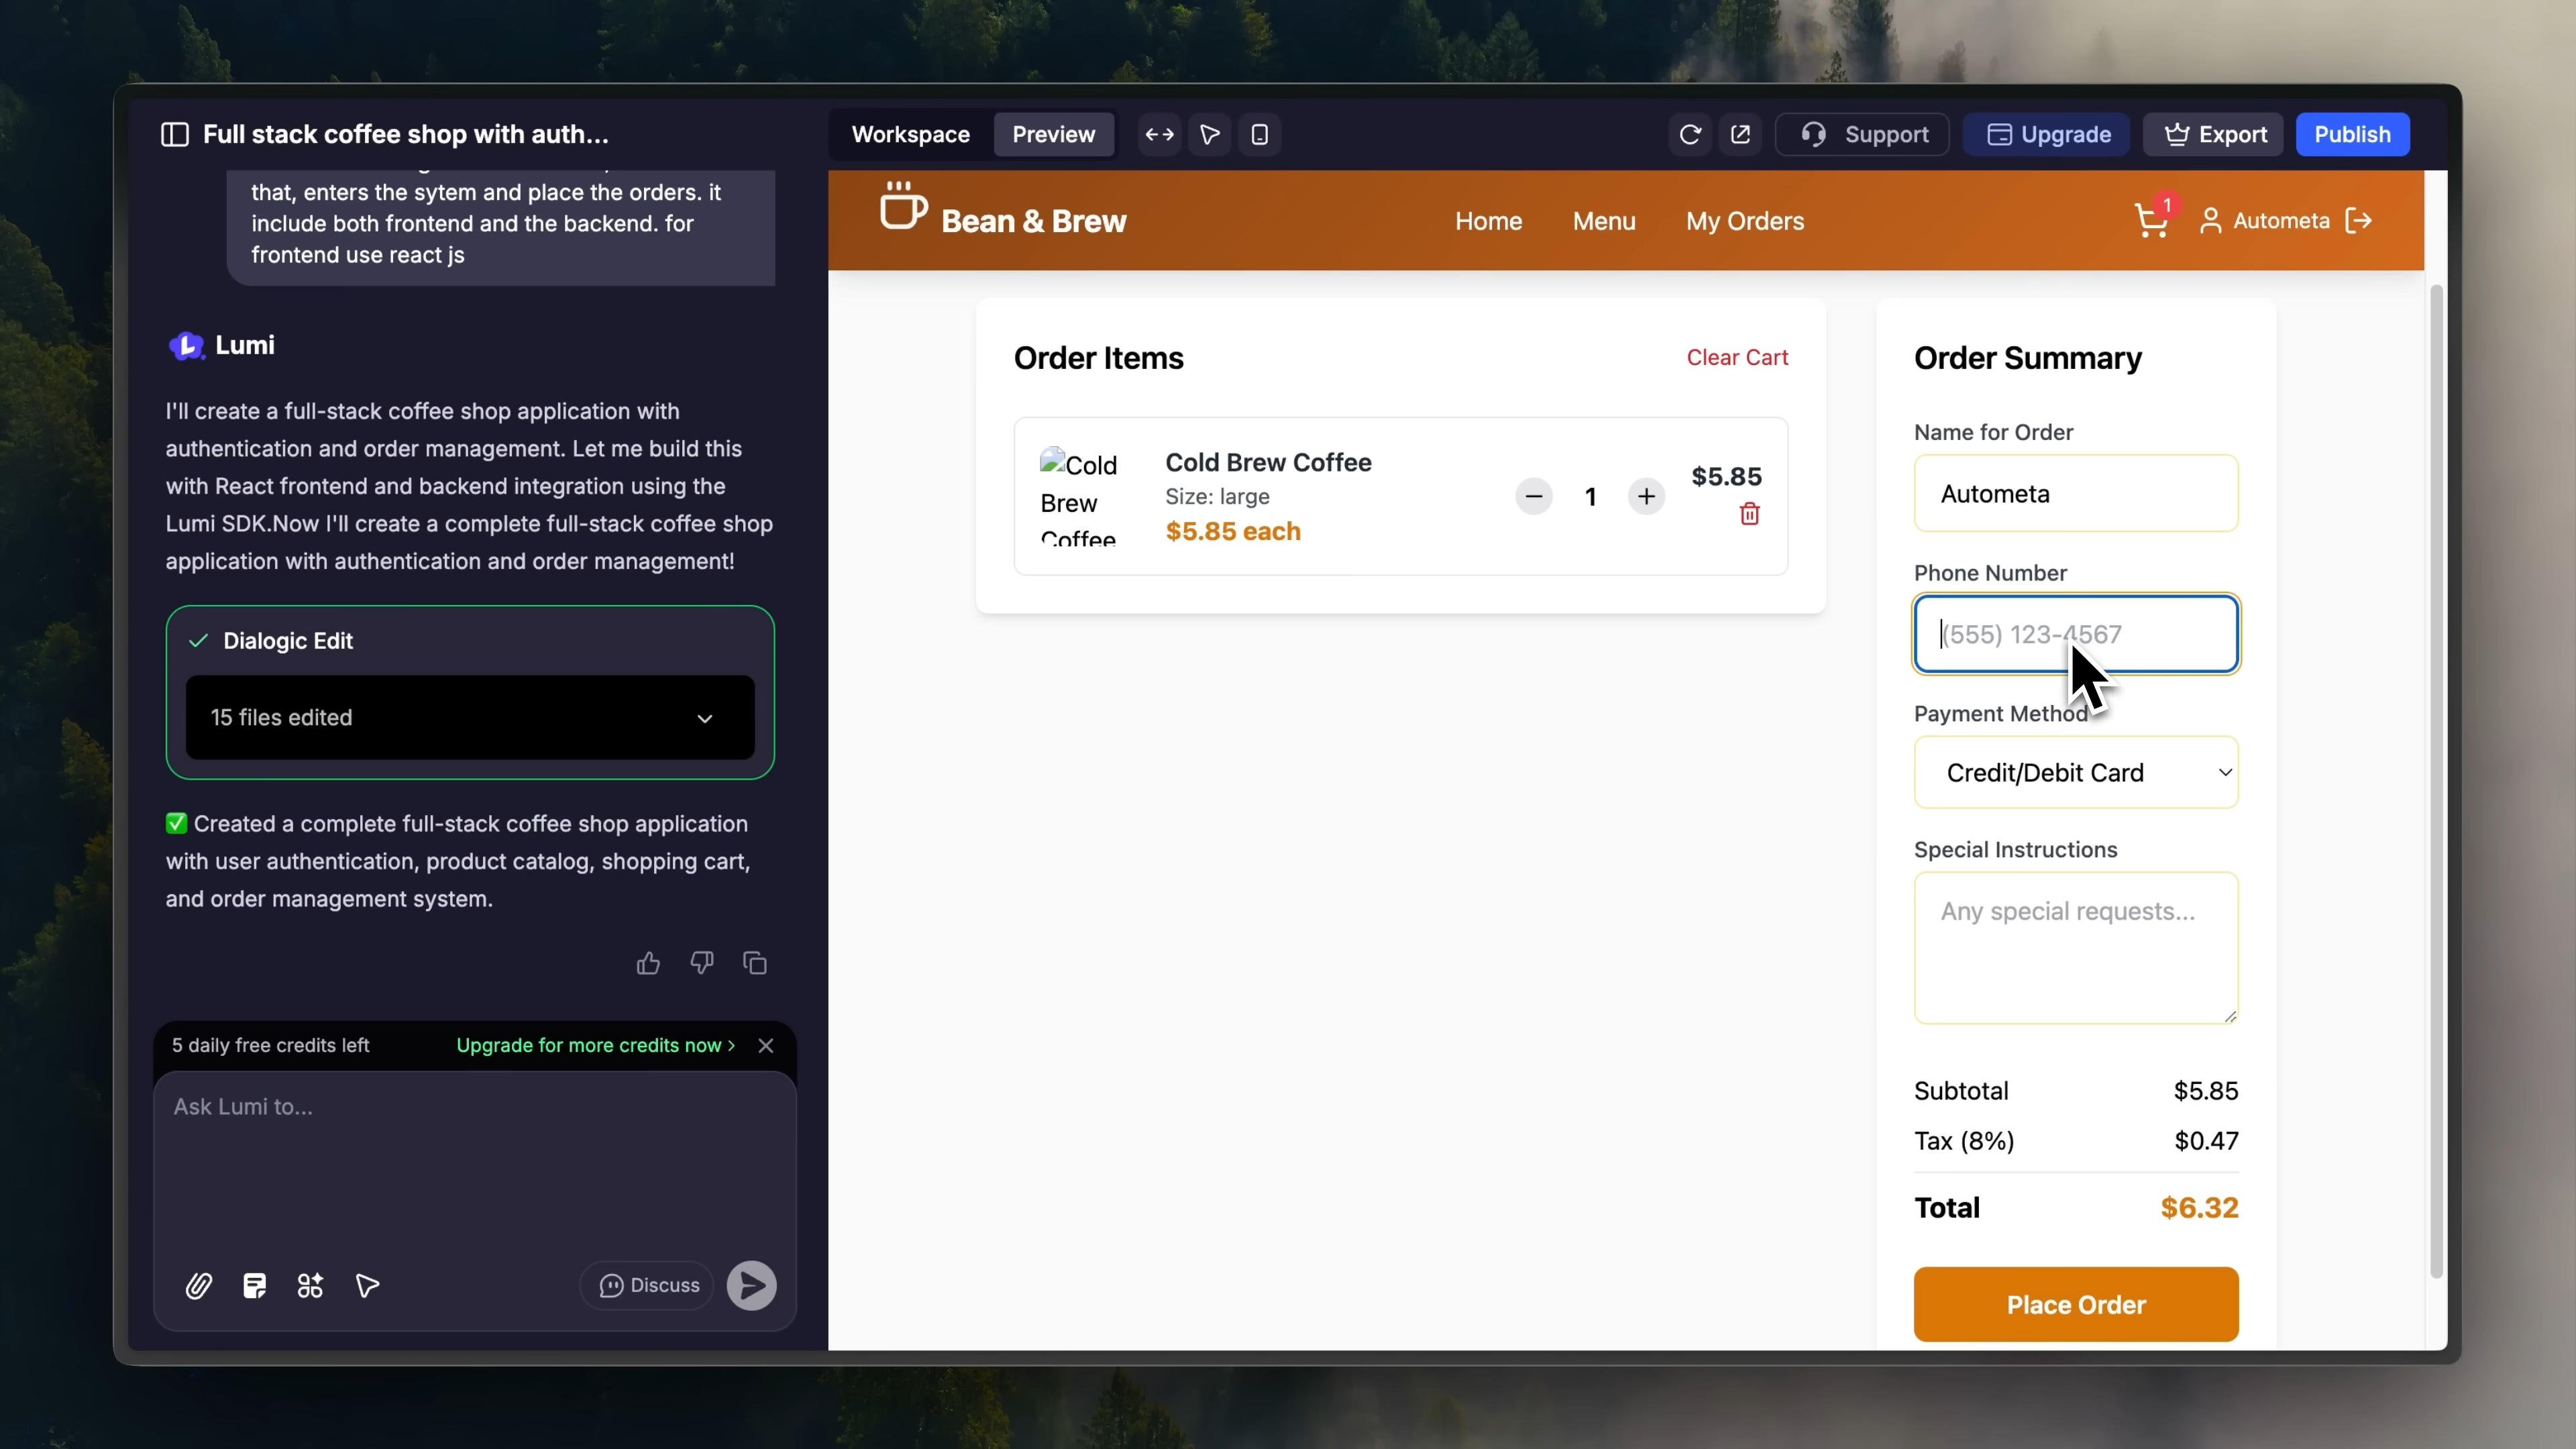 Full stack coffee shop with auth...
Workspace
Preview
Support
Upgrade
Export
Publish
that, enters the sytem and place the orders. it
include both frontend and the backend. for
frontend use react js
Lumi
I'll create a full-stack coffee shop application with
authentication and order management. Let me build this
with React frontend and backend integration using the
Lumi SDK.Now I'll create a complete full-stack coffee shop
application with authentication and order management!
Dialogic Edit
15 files edited
✅ Created a complete full-stack coffee shop application
with user authentication, product catalog, shopping cart,
and order management system.
5 daily free credits left
Upgrade for more credits now >
Ask Lumi to...
Discuss
Bean & Brew
Home
Menu
My Orders
1
Autometa
Order Items
Clear Cart
Cold
Brew
Coffee
Cold Brew Coffee
Size: large
$5.85 each
1
$5.85
Order Summary
Name for Order
Autometa
Phone Number
(555) 123-4567
Payment Method
Credit/Debit Card
Special Instructions
Any special requests...
Subtotal $5.85
Tax (8%) $0.47
Total $6.32
Place Order